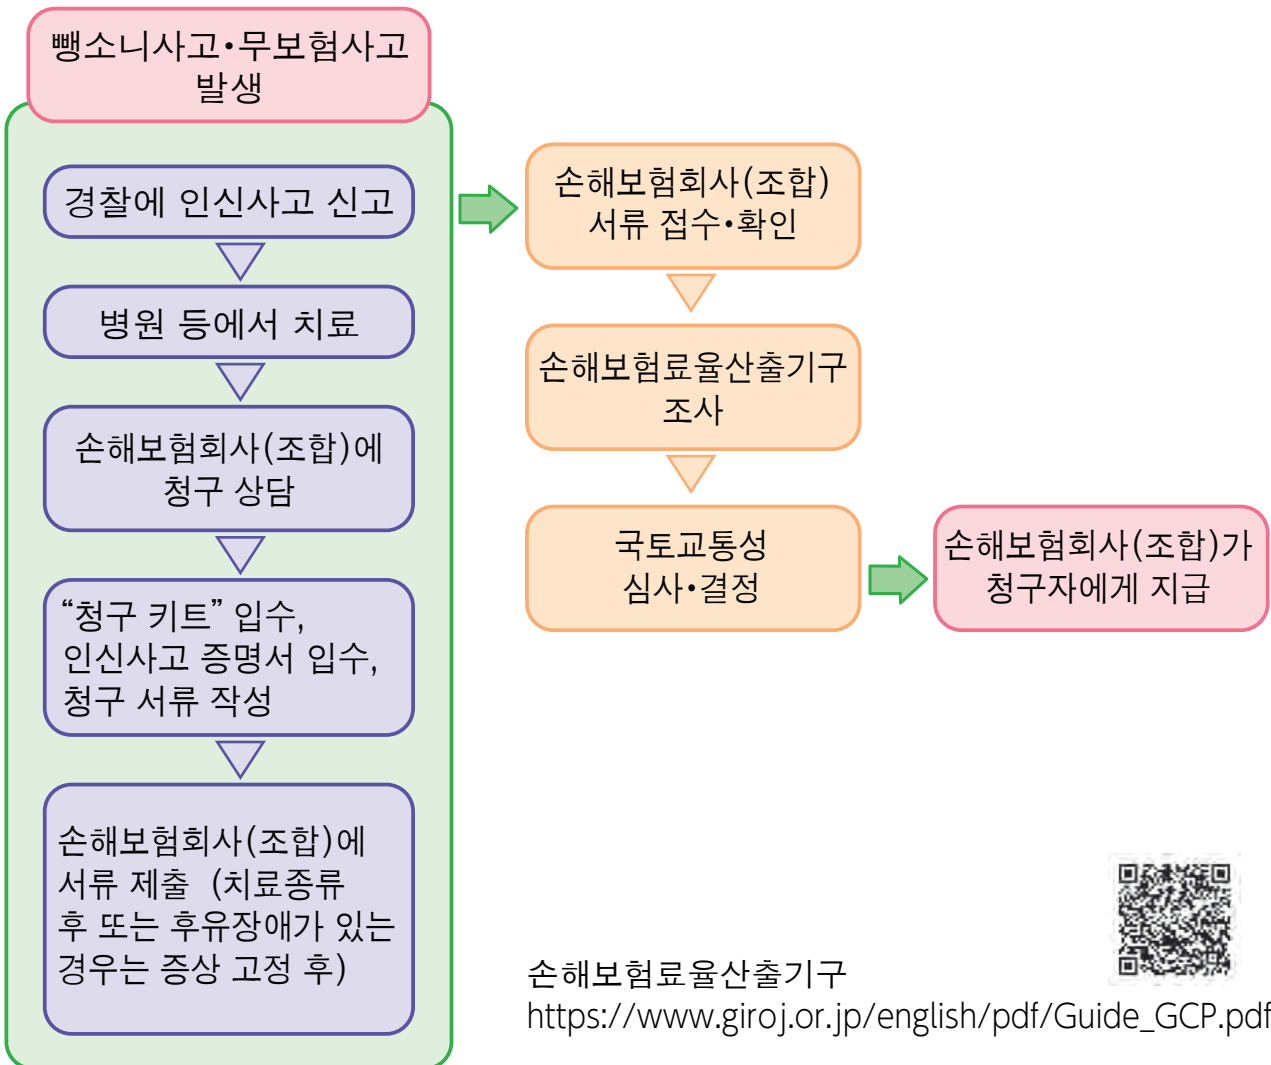 뺑소니사고•무보험사고
발생
경찰에 인신사고 신고
병원 등에서 치료
손해보험회사(조합)에
청구 상담
“청구 키트” 입수,
인신사고 증명서 입수,
청구 서류 작성
손해보험회사(조합)에
서류 제출 (치료종류
후 또는 후유장애가 있는
경우는 증상 고정 후)
손해보험회사(조합)
서류 접수•확인
손해보험료율산출기구
조사
국토교통성
심사•결정
손해보험회사(조합)가
청구자에게 지급
손해보험료율산출기구
https://www.giroj.or.jp/english/pdf/Guide_GCP.pdf